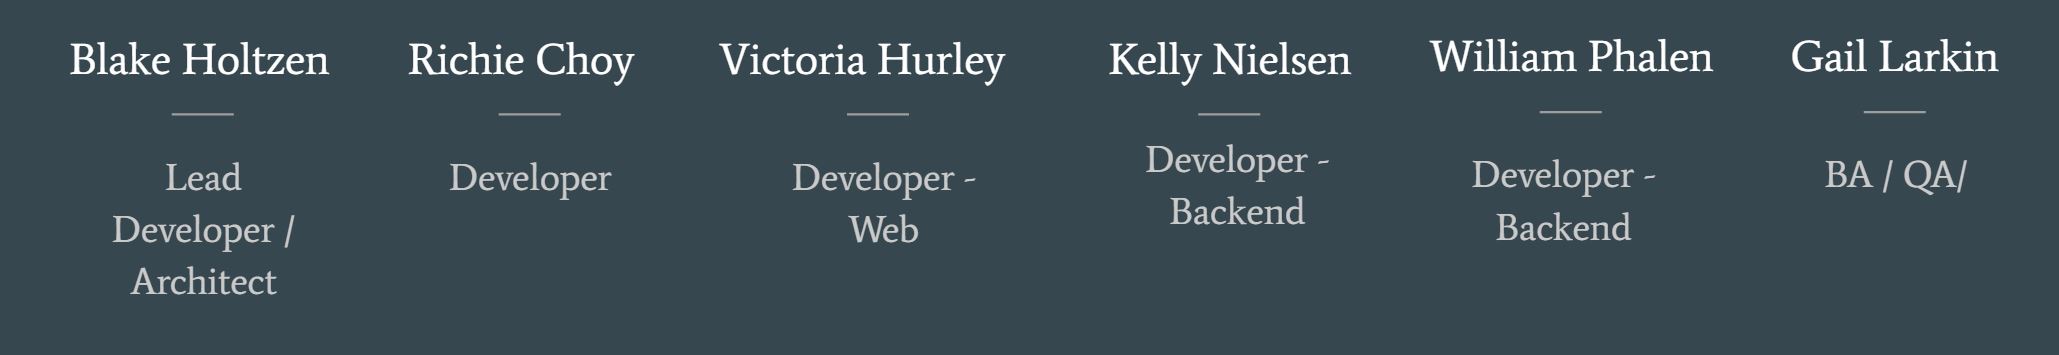 Blake Holtzen
Lead
Developer /
Architect
Richie Choy
Developer
Victoria Hurley
Developer -
Web
Kelly Nielsen
Developer -
Backend
William Phalen
Developer -
Backend
Gail Larkin
BA / QA/